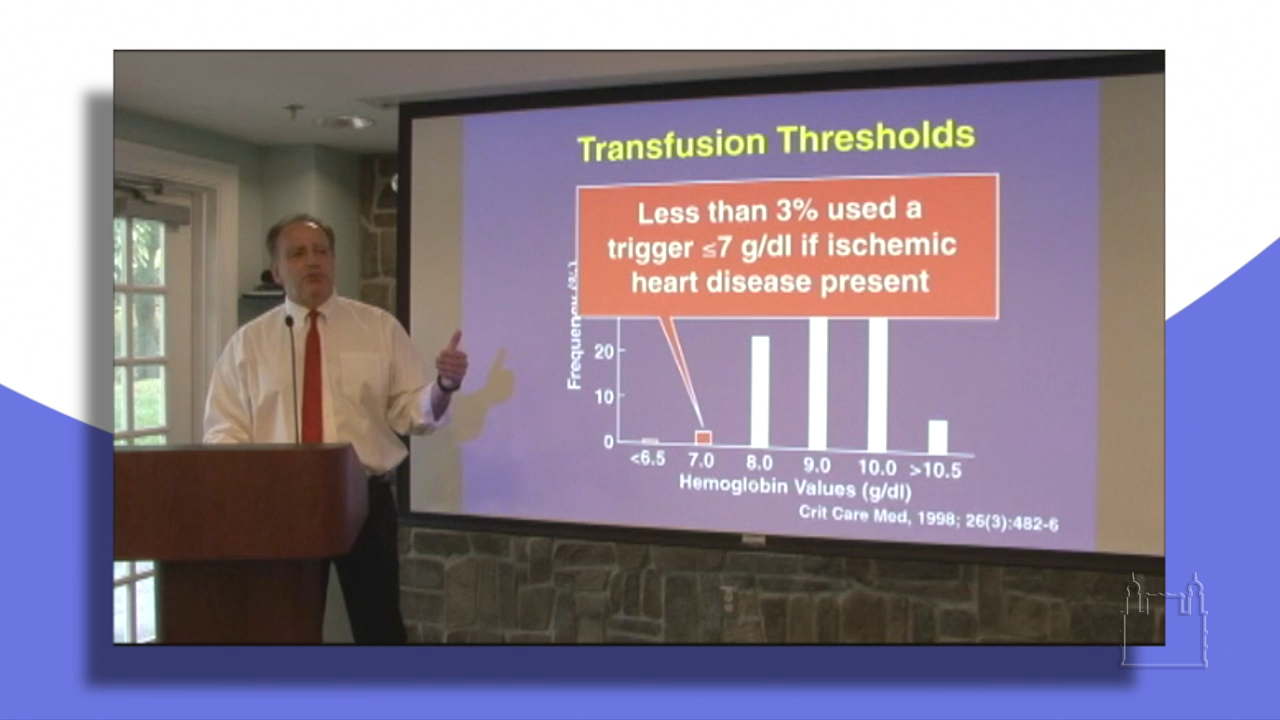 Transfusion Thresholds
Less than 3% used a
trigger ≤7 g/dl if ischemic
heart disease present
Frequency (%)
20
10
0
<6.5 7.0 8.0 9.0 10.0 >10.5
Hemoglobin Values (g/dl)
Crit Care Med, 1998; 26(3):482-6